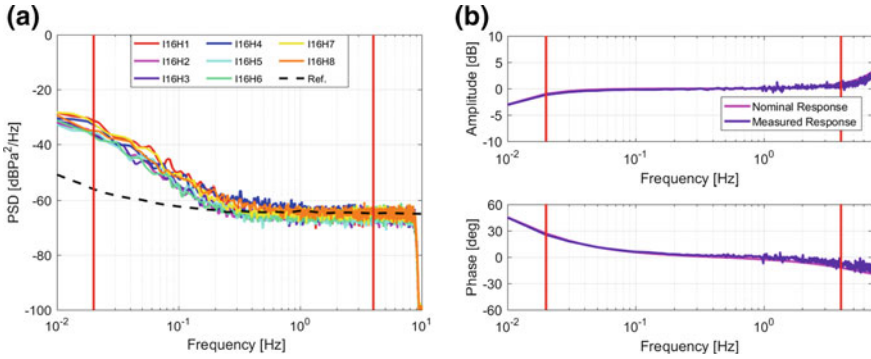 (a)
0
-20
-40
-60
-80
-100
PSD [dBPa²/Hz]
I16H1 I16H4 I16H7
I16H2 I16H5 I16H8
I16H3 I16H6 Ref.
10⁻² 10⁻¹ 10⁰ 10¹
Frequency [Hz]
(b)
10
5
0
-5
-10
Amplitude [dB]
Nominal Response
Measured Response
10⁻² 10⁻¹ 10⁰
Frequency [Hz]
60
30
0
-30
-60
Phase [deg]
10⁻² 10⁻¹ 10⁰
Frequency [Hz]